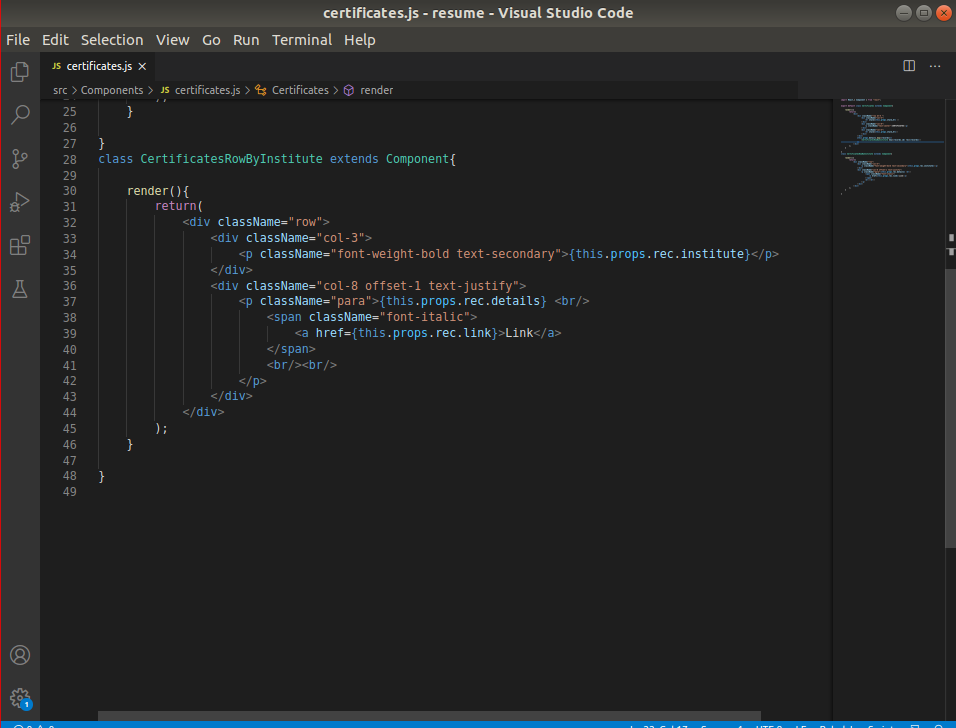 certificates.js - resume - Visual Studio Code
File Edit Selection View Go Run Terminal Help
JS certificates.js ×
src > Components > JS certificates.js > Certificates > render
25 }
26
27 }
28 class CertificatesRowByInstitute extends Component{
29
30 render(){
31 return(
32 <div className="row">
33 <div className="col-3">
34 <p className="font-weight-bold text-secondary">{this.props.rec.institute}</p>
35 </div>
36 <div className="col-8 offset-1 text-justify">
37 <p className="para">{this.props.rec.details} <br/>
38 <span className="font-italic">
39 <a href={this.props.rec.link}>Link</a>
40 </span>
41 <br/><br/>
42 </p>
43 </div>
44 </div>
45 );
46 }
47
48 }
49
1